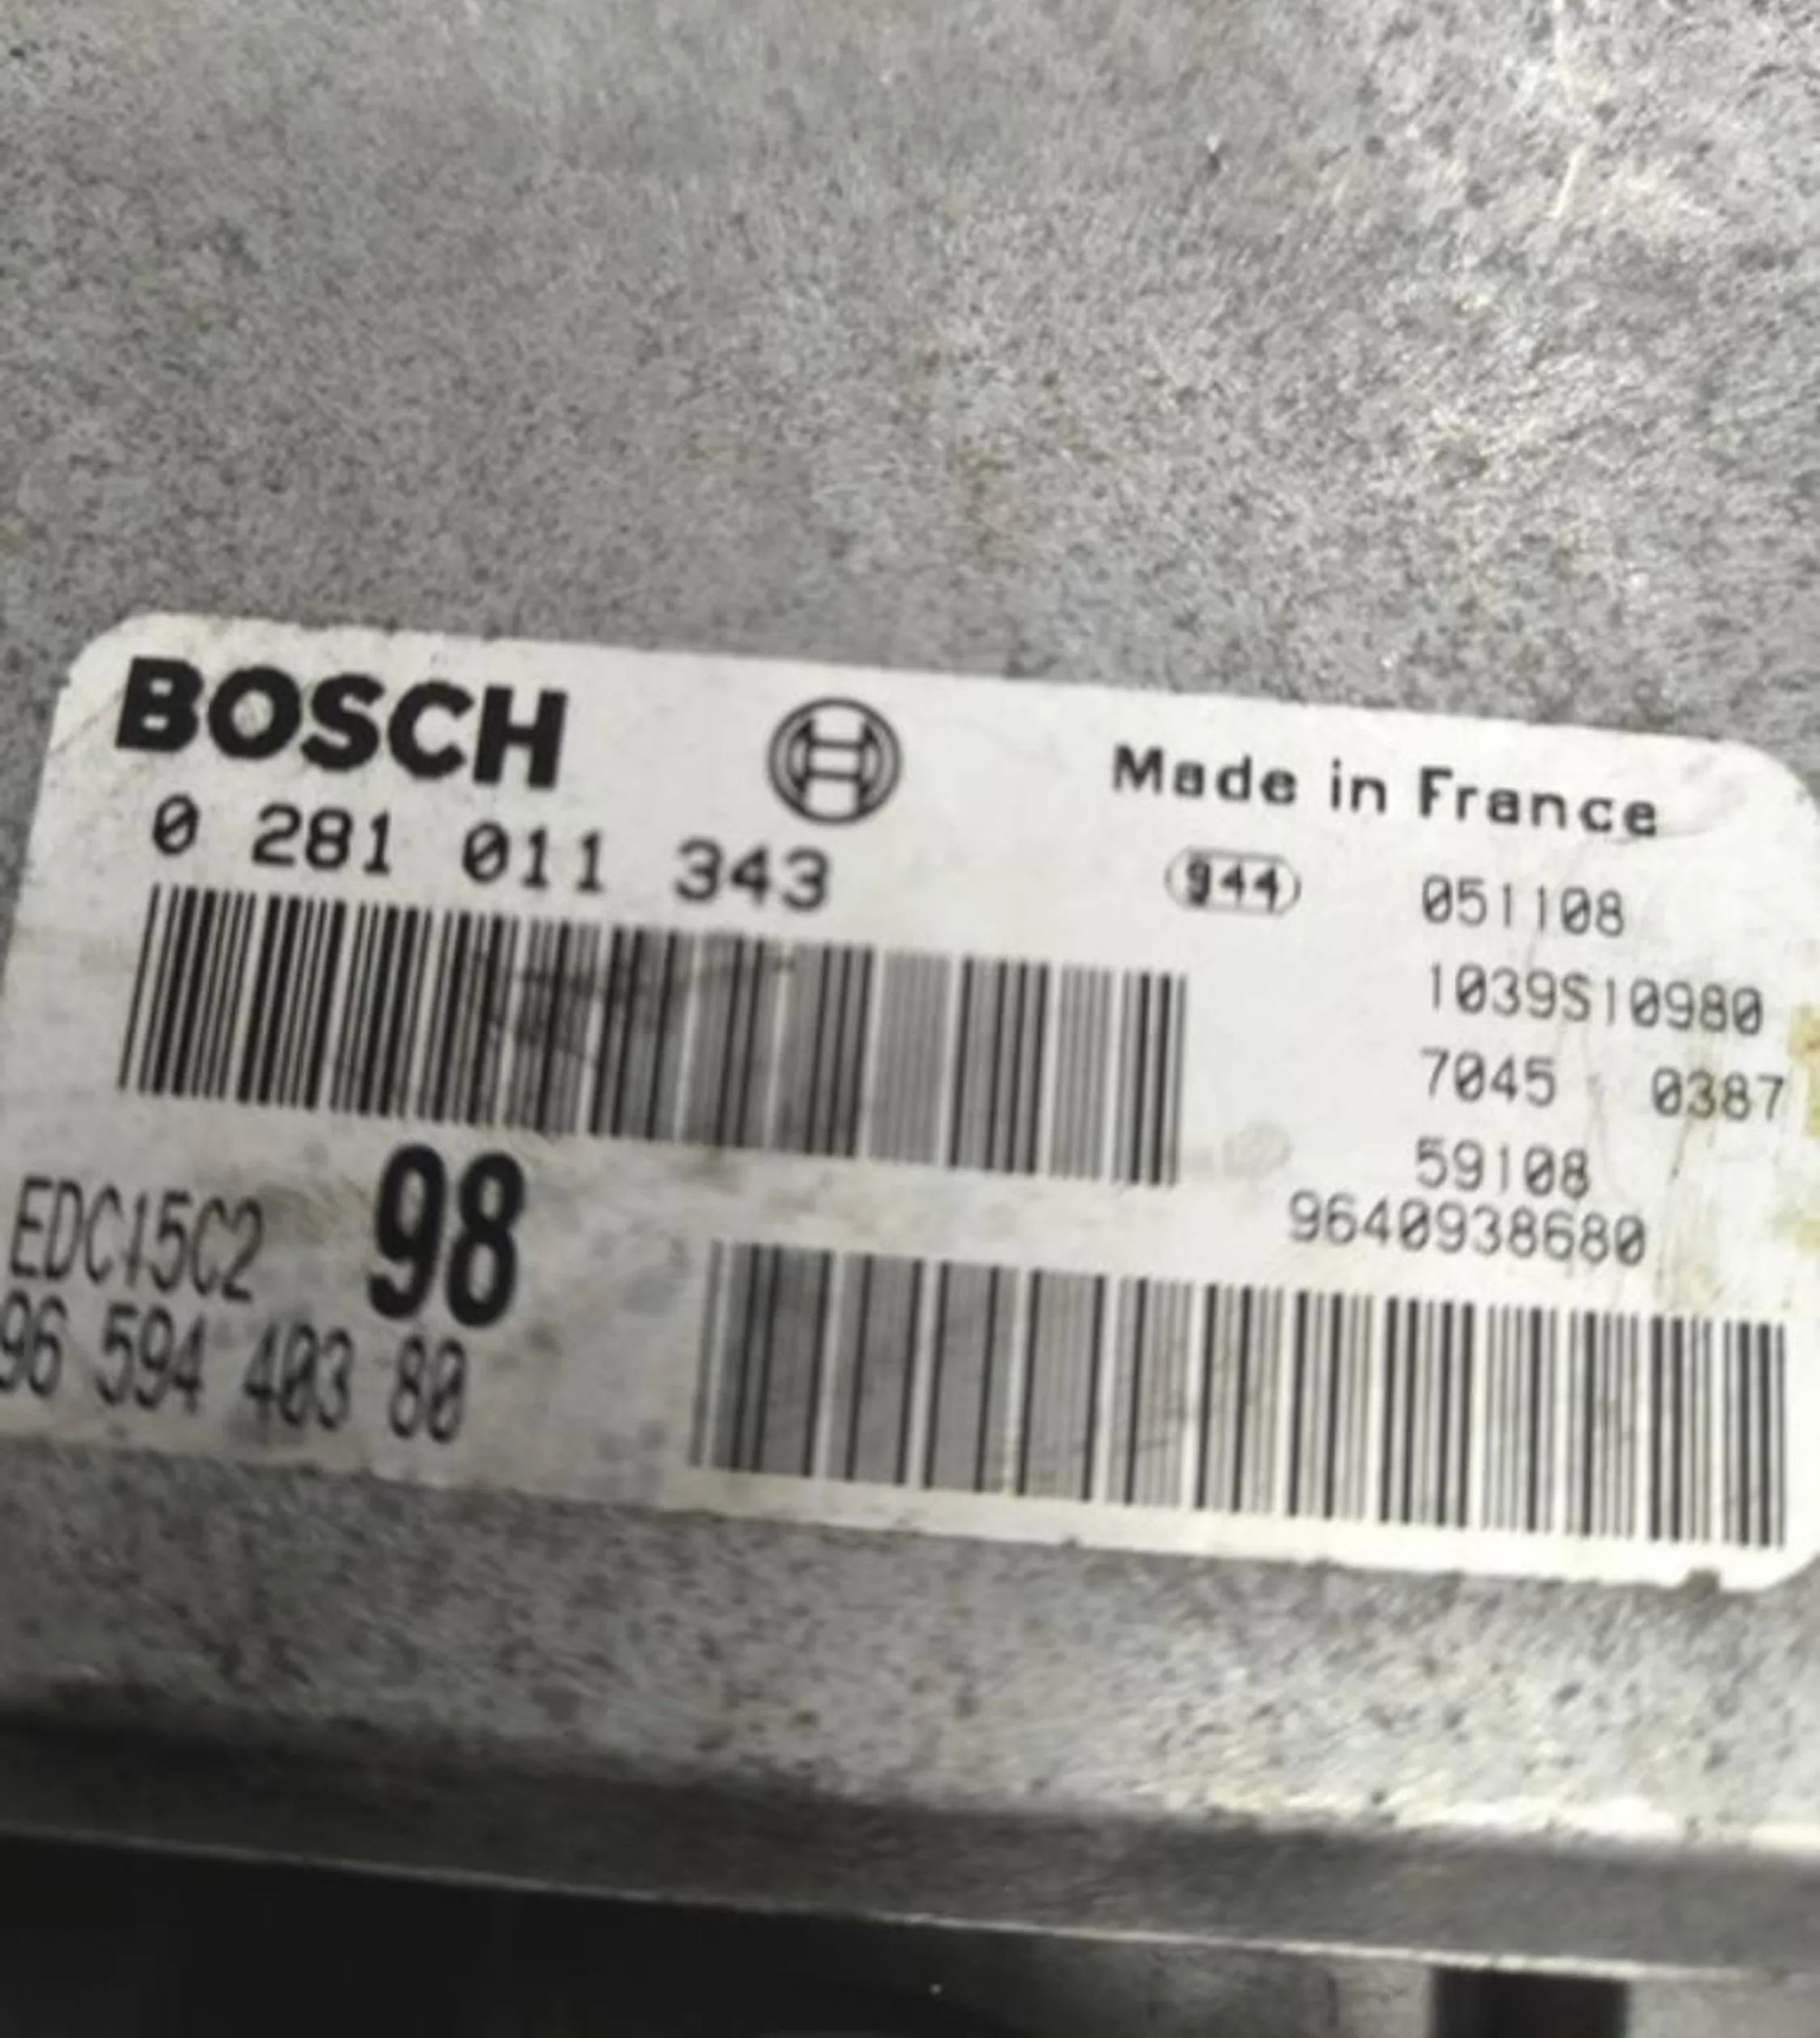 BOSCH
Made in France
0 281 011 343
944 051108
1039S10980
7045 0387
59108
9640938680
EDC15C2 98
96 594 403 80